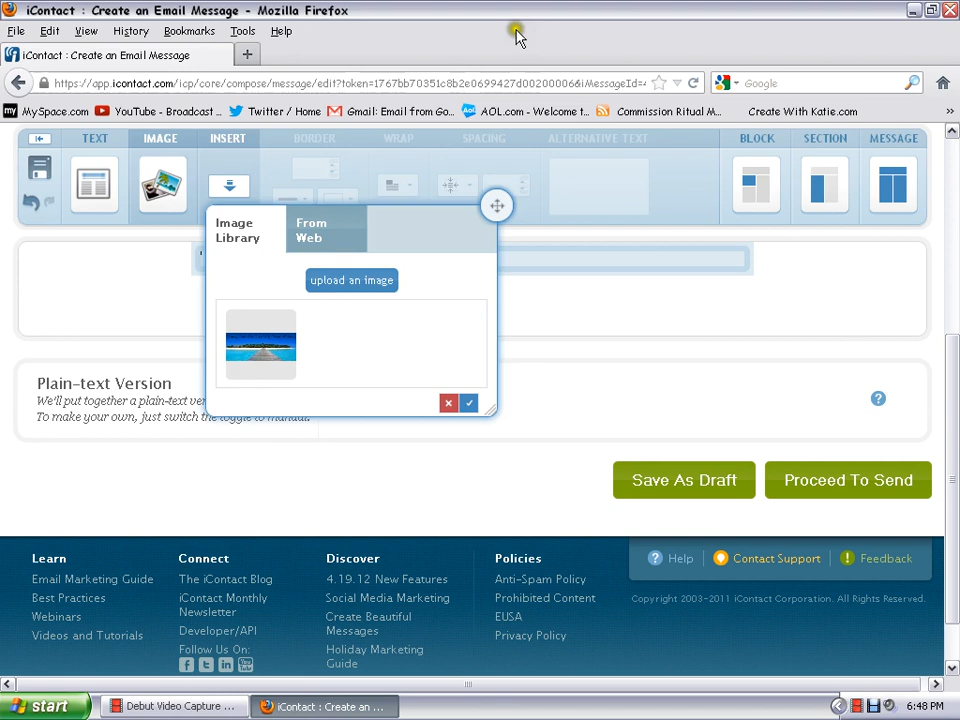 iContact : Create an Email Message - Mozilla Firefox
File Edit View History Bookmarks Tools Help
iContact : Create an Email Message
https://app.icontact.com/icp/core/compose/message/edit?token=1767bb70351c8b2e0699427d0020006&iMessageId=4
Google
my MySpace.com YouTube - Broadcast ... Twitter / Home Gmail: Email from Go... AOL.com - Welcome t... Commission Ritual M... Create With Katie.com
TEXT IMAGE INSERT BORDER WRAP SPACING ALTERNATIVE TEXT BLOCK SECTION MESSAGE
Image Library
From Web
upload an image
Plain-text Version
We'll put together a plain-text ver
To make your own, just switch the toggle to manual.
?
Save As Draft Proceed To Send
Learn
Email Marketing Guide
Best Practices
Webinars
Videos and Tutorials
Connect
The iContact Blog
iContact Monthly
Newsletter
Developer/API
Follow Us On:
Discover
4.19.12 New Features
Social Media Marketing
Create Beautiful
Messages
Holiday Marketing
Guide
Policies
Anti-Spam Policy
Prohibited Content
EUSA
Privacy Policy
? Help Contact Support ! Feedback
Copyright 2003-2011 iContact Corporation. All Rights Reserved.
start Debut Video Capture ... iContact : Create an ... 6:48 PM